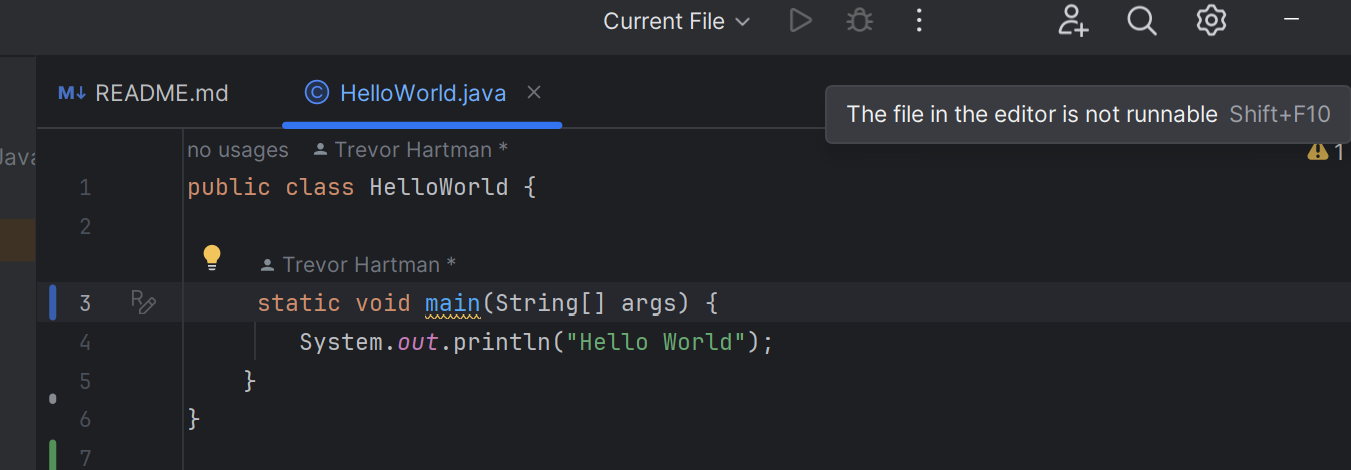 Current File
README.md HelloWorld.java
The file in the editor is not runnable Shift+F10
no usages Trevor Hartman *
1
1 public class HelloWorld {
2
Trevor Hartman *
3 static void main(String[] args) {
4 System.out.println("Hello World");
5 }
6 }
7